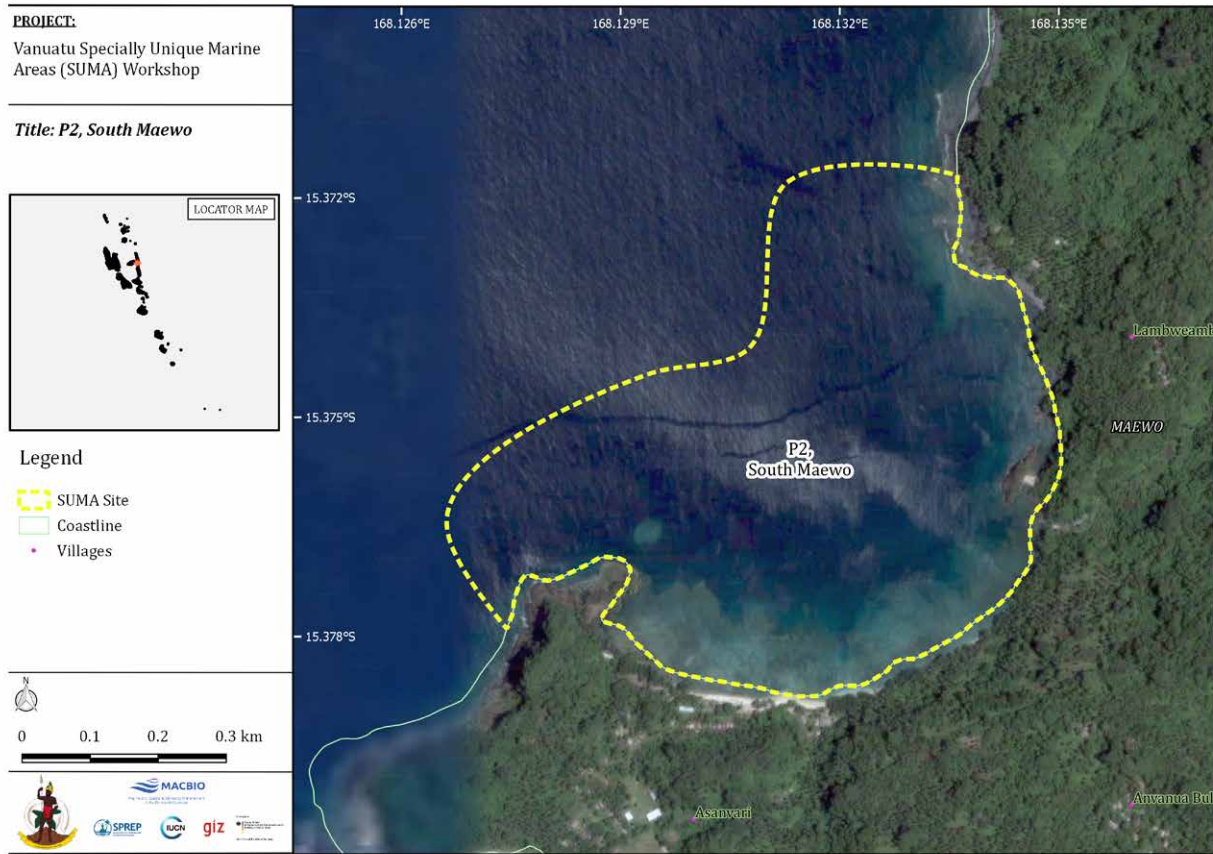 PROJECT:
Vanuatu Specially Unique Marine
Areas (SUMA) Workshop
Title: P2, South Maewo
LOCATOR MAP
Legend
SUMA Site
Coastline
Villages
N
0 0.1 0.2 0.3 km
MACBIO
SPREP
IUCN
giz
168.126°E 168.129°E 168.132°E 168.135°E
15.372°S
15.375°S
15.378°S
P2,
South Maewo
Lambweamb
MAEWO
Asanvari
Anvanua Bul